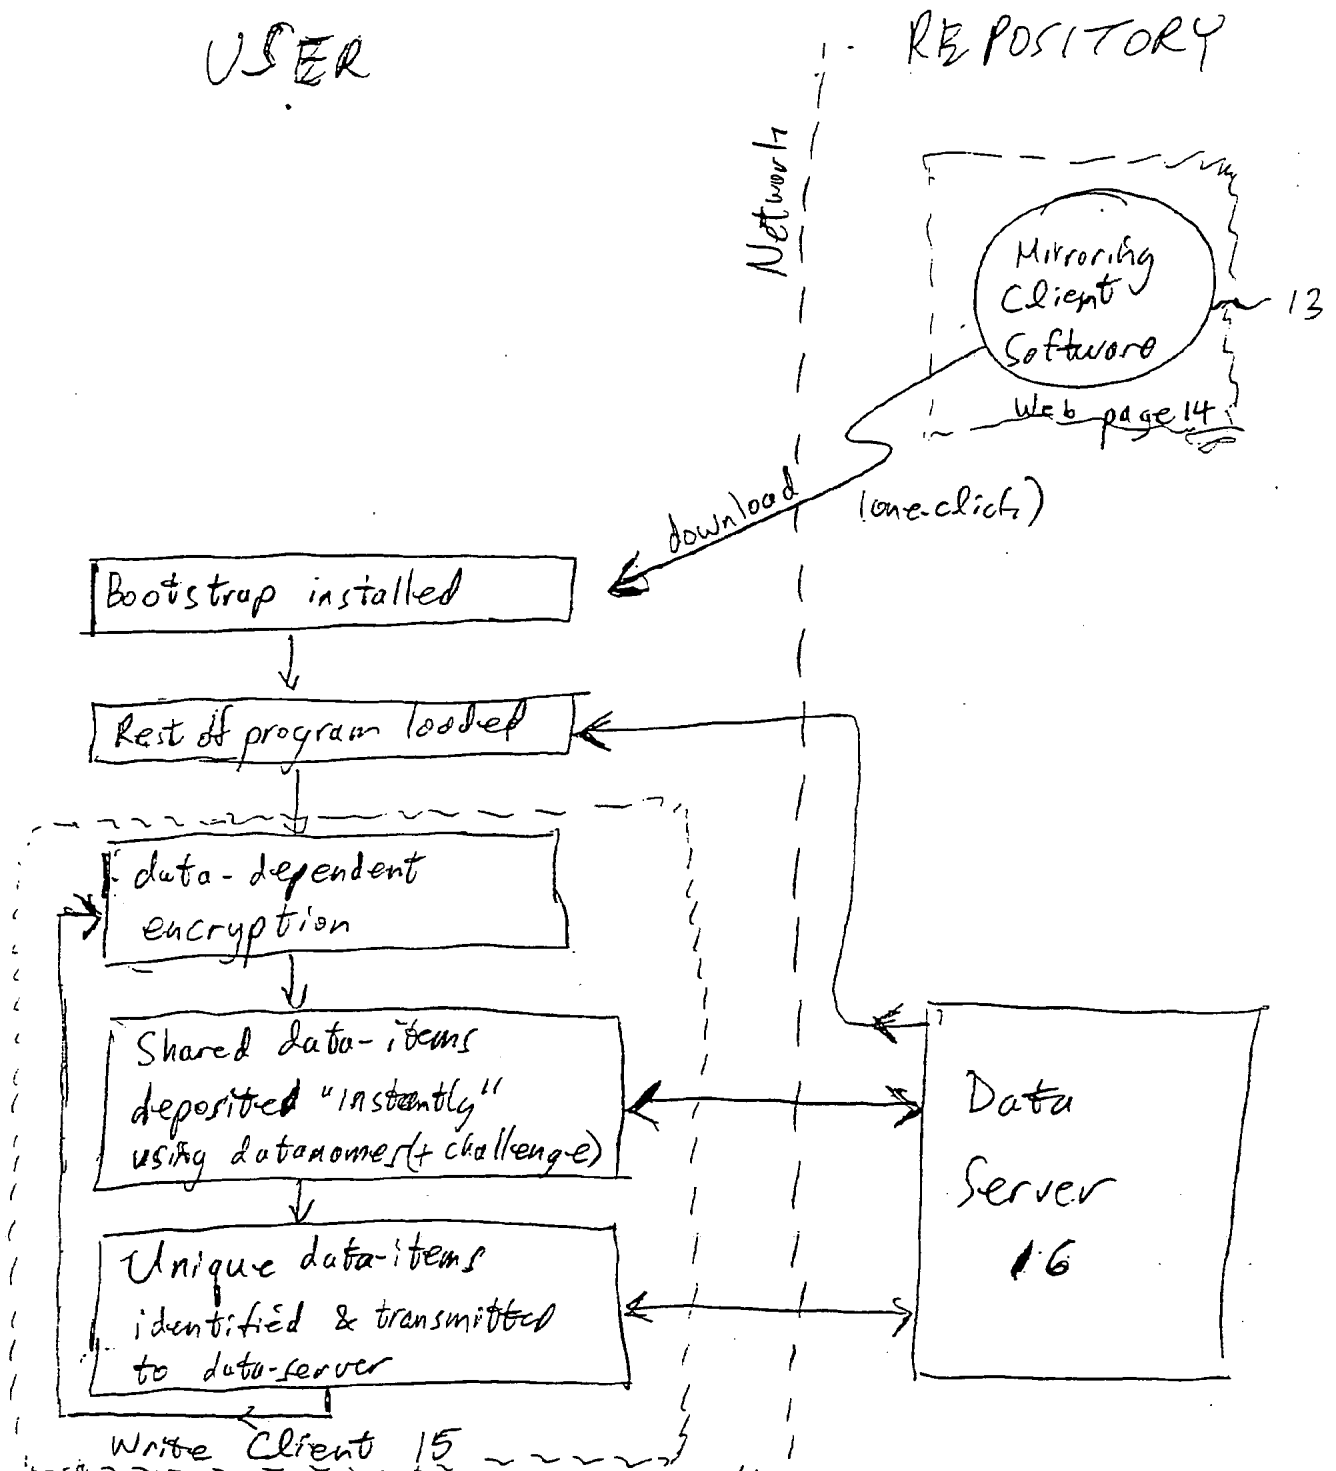 USER
REPOSITORY
Network
Mirroring
Client
Software
13
Web page 14
download
(one-click)
Bootstrap installed
Rest of program loaded
data-dependent
encryption
Shared data-items
deposited "instantly"
using datanames (+ challenge)
Unique data-items
identified & transmitted
to data-server
Write Client 15
Data
Server
16